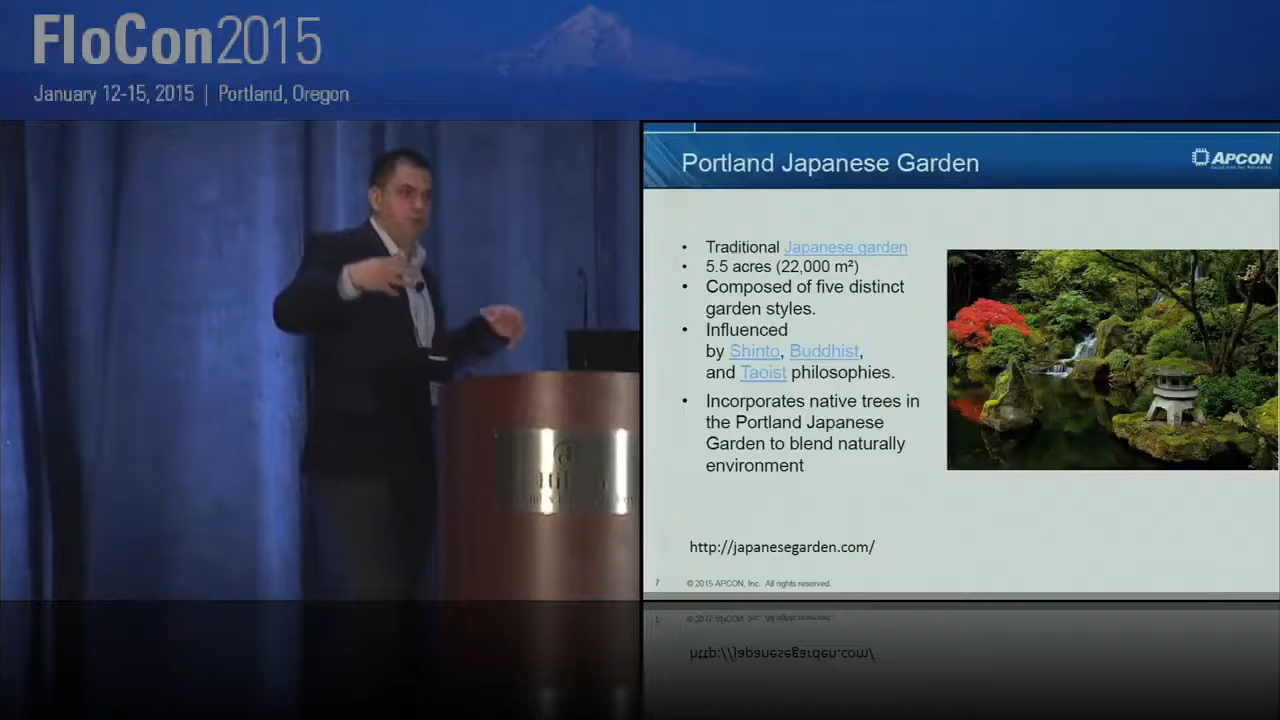 FloCon2015
January 12-15, 2015 | Portland, Oregon
Portland Japanese Garden
APCON
• Traditional Japanese garden
• 5.5 acres (22,000 m²)
• Composed of five distinct
garden styles.
• Influenced
by Shinto, Buddhist,
and Taoist philosophies.
• Incorporates native trees in
the Portland Japanese
Garden to blend naturally
environment
http://japanesegarden.com/
7 © 2015 APCON, Inc. All rights reserved.